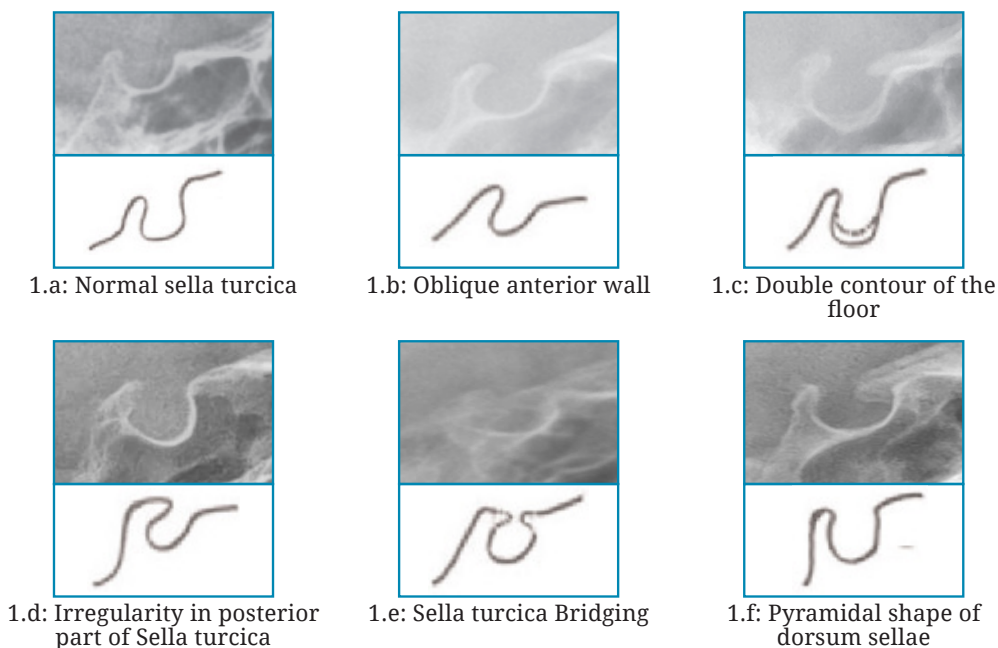 1.a: Normal sella turcica
1.b: Oblique anterior wall
1.c: Double contour of the
floor
1.d: Irregularity in posterior
part of Sella turcica
1.e: Sella turcica Bridging
1.f: Pyramidal shape of
dorsum sellae